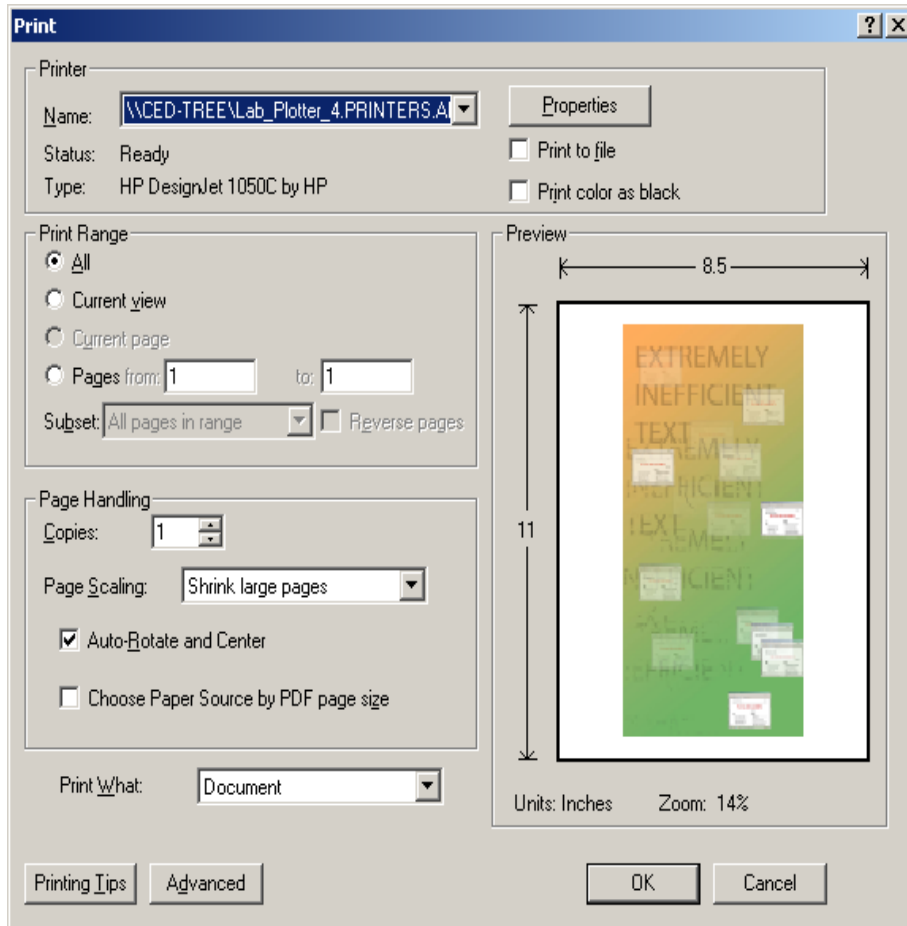 Print
Printer
Name: \\CED-TREE\Lab_Plotter_4.PRINTERS.A
Properties
Status: Ready
Print to file
Type: HP DesignJet 1050C by HP
Print color as black
Print Range
All
Current view
Current page
Pages from: 1 to: 1
Subset: All pages in range
Reverse pages
Page Handling
Copies: 1
Page Scaling: Shrink large pages
Auto-Rotate and Center
Choose Paper Source by PDF page size
Print What: Document
Preview
8.5
11
EXTREMELY
INEFFICIENT
TEXT
Units: Inches Zoom: 14%
Printing Tips
Advanced
OK
Cancel